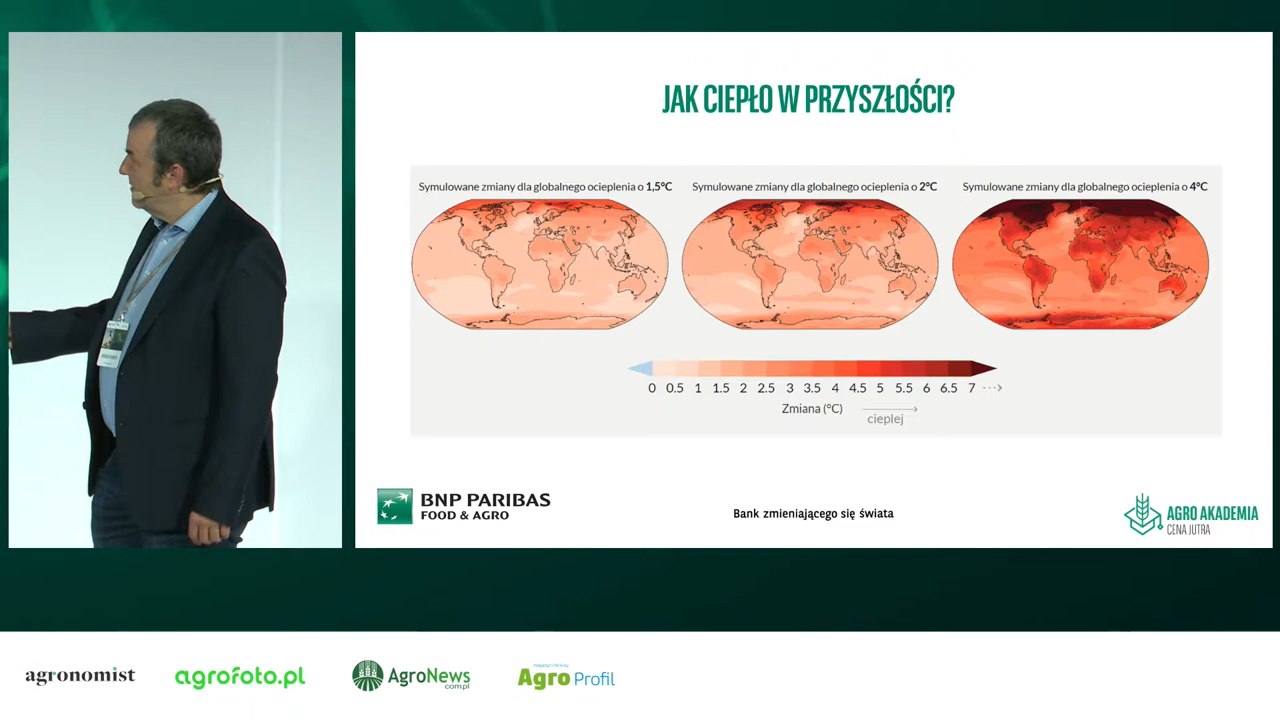 JAK CIEPŁO W PRZYSZŁOŚCI?
Symulowane zmiany dla globalnego ocieplenia o 1,5°C
Symulowane zmiany dla globalnego ocieplenia o 2°C
Symulowane zmiany dla globalnego ocieplenia o 4°C
0 0.5 1 1.5 2 2.5 3 3.5 4 4.5 5 5.5 6 6.5 7
Zmiana (°C)
cieplej
BNP PARIBAS
FOOD & AGRO
Bank zmieniającego się świata
AGRO AKADEMIA
CENA JUTRA
agronomist
agrofoto.pl
AgroNews
com.pl
Agro Profil